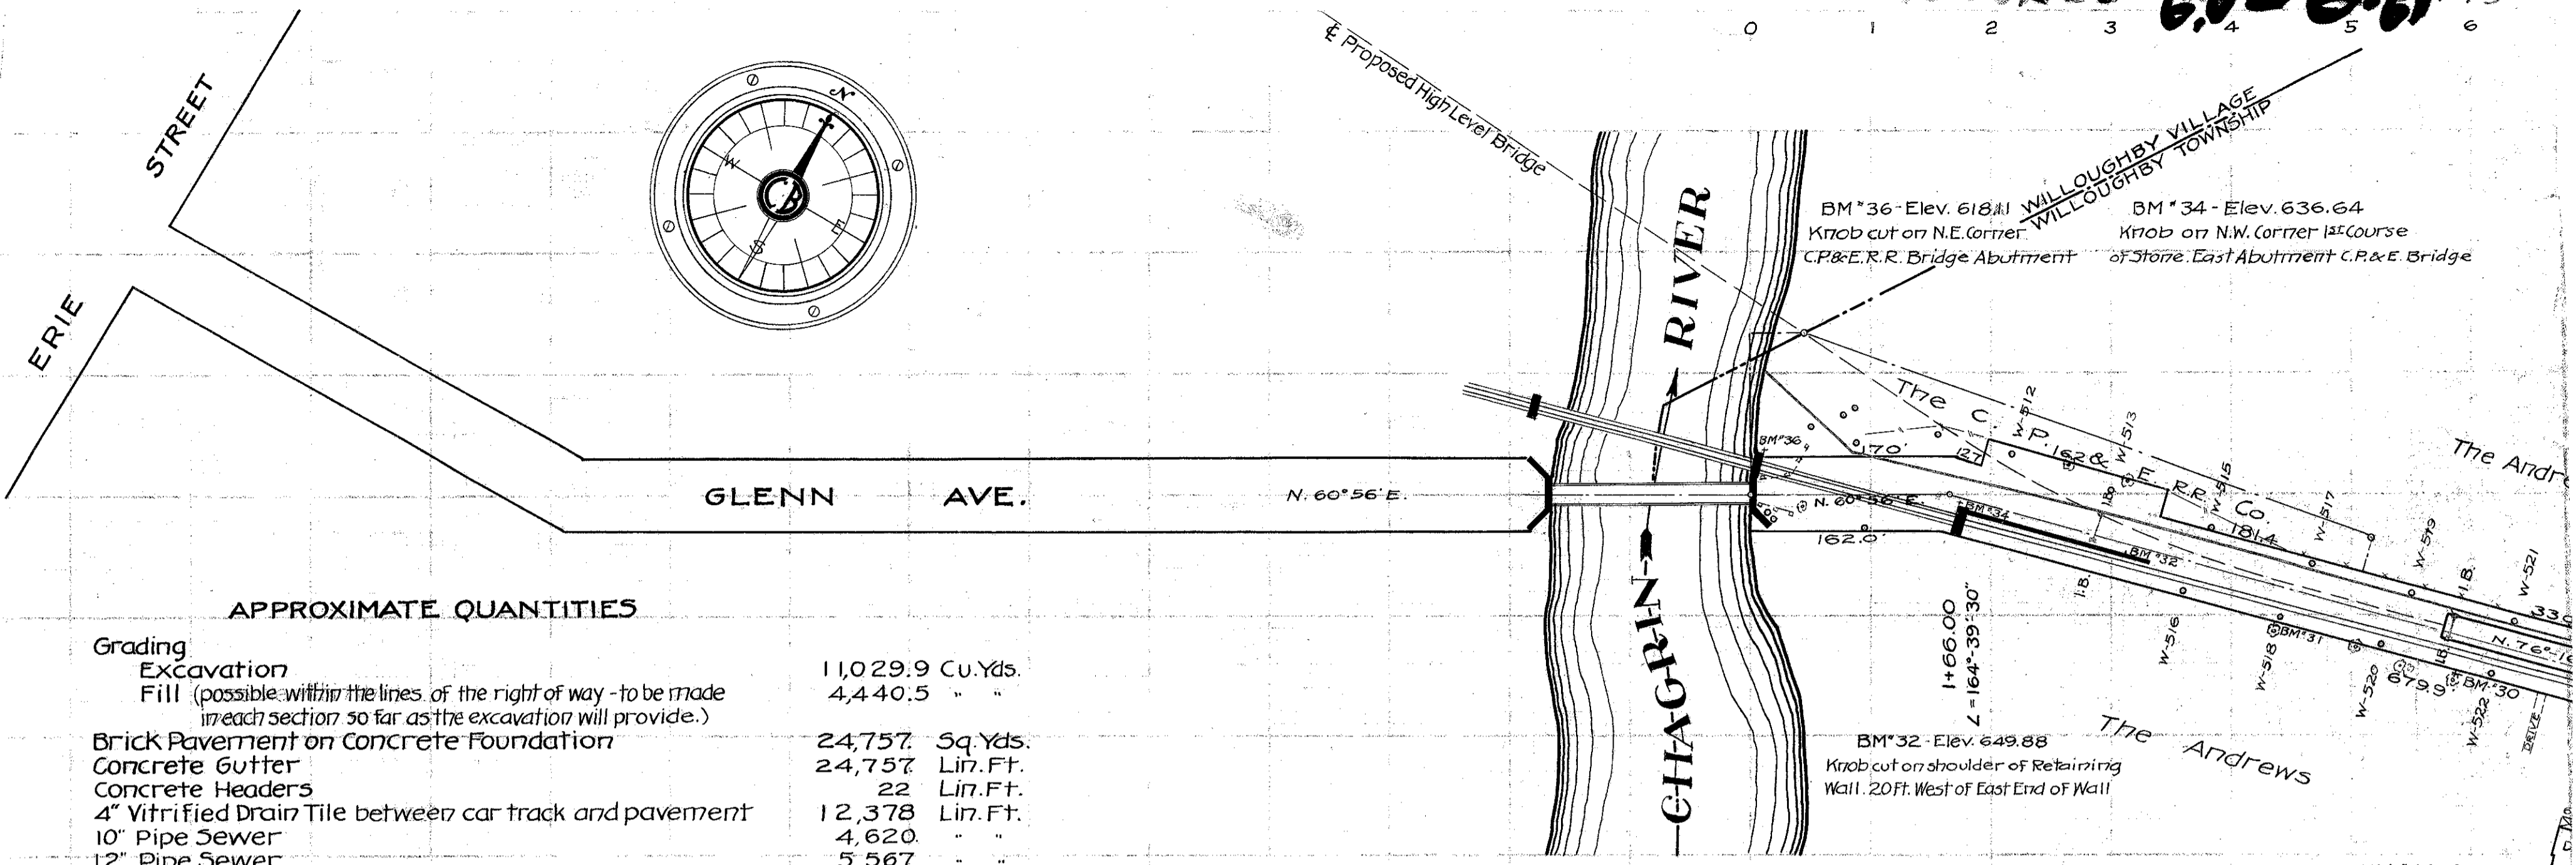 0 1 2 3 4 5 6
STREET
ERIE
N
W
E
S
CB
℄ Proposed High Level Bridge
WILLOUGHBY VILLAGE
WILLOUGHBY TOWNSHIP
BM #36 - Elev. 618.11
Knob cut on N.E. Corner
C.P.&E.R.R. Bridge Abutment
BM #34 - Elev. 636.64
Knob on N.W. Corner 1st Course
of Stone. East Abutment C.P. & E. Bridge
RIVER
CHAGRIN
GLENN AVE.
N. 60° 56' E.
The C. P. & E. R.R. Co.
The Andr
BM #36
170'
127
162
W-512
W-513
W-515
W-517
W-519
W-521
181.4
180
N. 60° 56' E.
162.0'
BM #34
BM #32
I.B.
I.B.
I.B.
W-516
W-518
W-520
W-522
BM #31
679.9
BM #30
N. 76°-1
DRIVE
1+66.00
∠ = 164°-39'-30"
The Andrews
BM #32 - Elev. 649.88
Knob cut on shoulder of Retaining
Wall. 20 Ft. West of East End of Wall
APPROXIMATE QUANTITIES
Grading
Excavation 11,029.9 Cu.Yds.
Fill (possible within the lines of the right of way - to be made 4,440.5 " "
in each section so far as the excavation will provide.)
Brick Pavement on Concrete Foundation 24,757. Sq.Yds.
Concrete Gutter 24,757. Lin.Ft.
Concrete Headers 22 Lin.Ft.
4" Vitrified Drain Tile between car track and pavement 12,378 Lin.Ft.
10" Pipe Sewer 4,620. " "
12" Pipe Sewer 5,567 " "